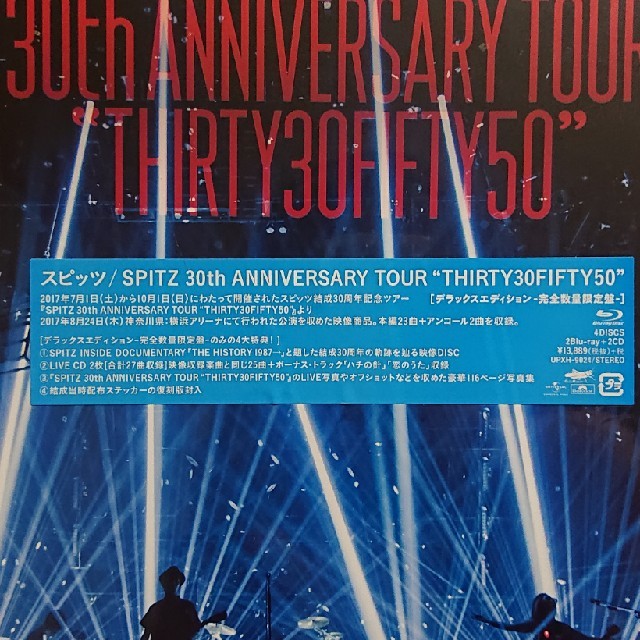 30th ANNIVERSARY TOUR
"THIRTY30FIFTY50"
スピッツ/SPITZ 30th ANNIVERSARY TOUR "THIRTY30FIFTY50"
2017年7月1日(土)から10月1日(日)にわたって開催されたスピッツ結成30周年記念ツアー [デラックスエディション-完全数量限定盤-]
『SPITZ 30th ANNIVERSARY TOUR "THIRTY30FIFTY50"』より
2017年8月24日(木)神奈川県:横浜アリーナにて行われた公演を収めた映像商品。本編23曲+アンコール2曲を収録。
[デラックスエディション-完全数量限定盤-のみの4大特典!]
①SPITZ INSIDE DOCUMENTARY「THE HISTORY 1987→」と題した結成30周年の軌跡を辿る映像DISC
②LIVE CD 2枚(合計27曲収録)映像収録楽曲と同じ25曲+ボーナス・トラック「ハチの針」「恋のうた」収録
③『SPITZ 30th ANNIVERSARY TOUR "THIRTY30FIFTY50"』のLIVE写真やオフショットなどを収めた豪華116ページ写真集
④結成当時配布ステッカーの復刻版封入
Blu-ray
4DISCS
2Blu-ray+2CD
¥13,889(税抜)+税
STEREO